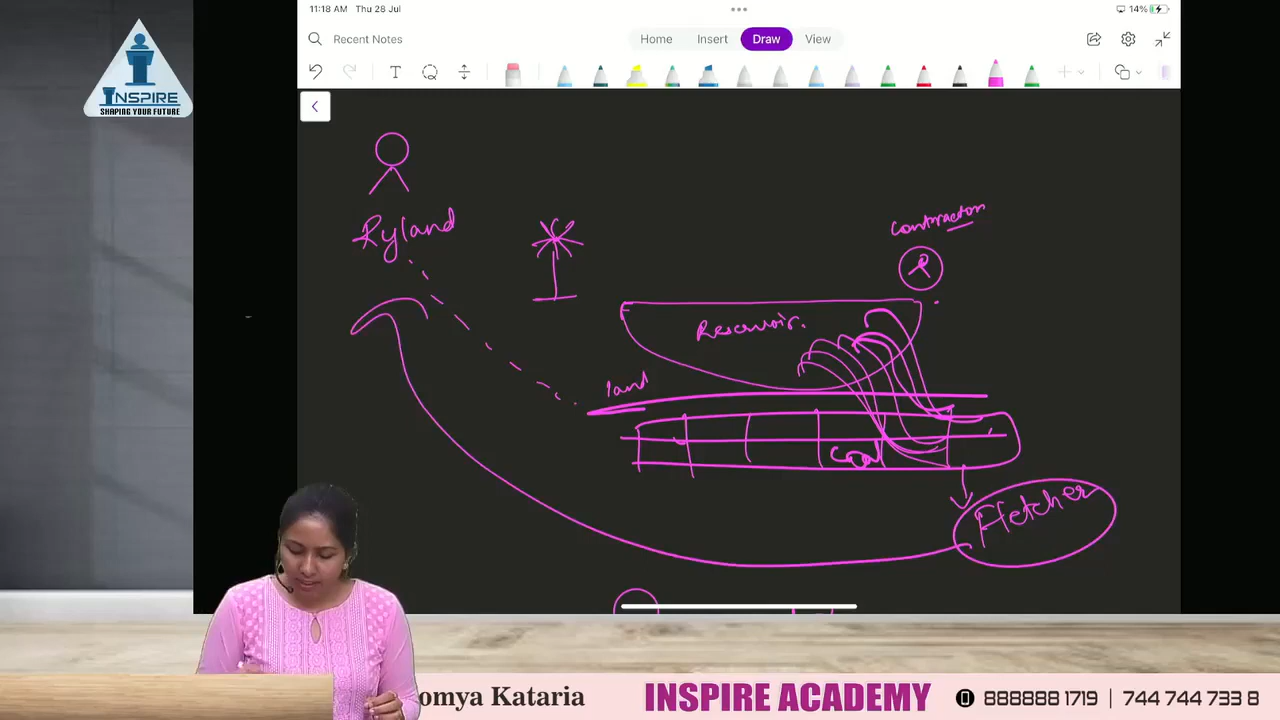 11:18 AM Thu 28 Jul
14%
Recent Notes
Home Insert Draw View
INSPIRE
SHAPING YOUR FUTURE
T
Contractor
Ryland
Reservoir.
land
Coal
Fletcher
omya Kataria
INSPIRE ACADEMY
888888 1719 | 744 744 733 8